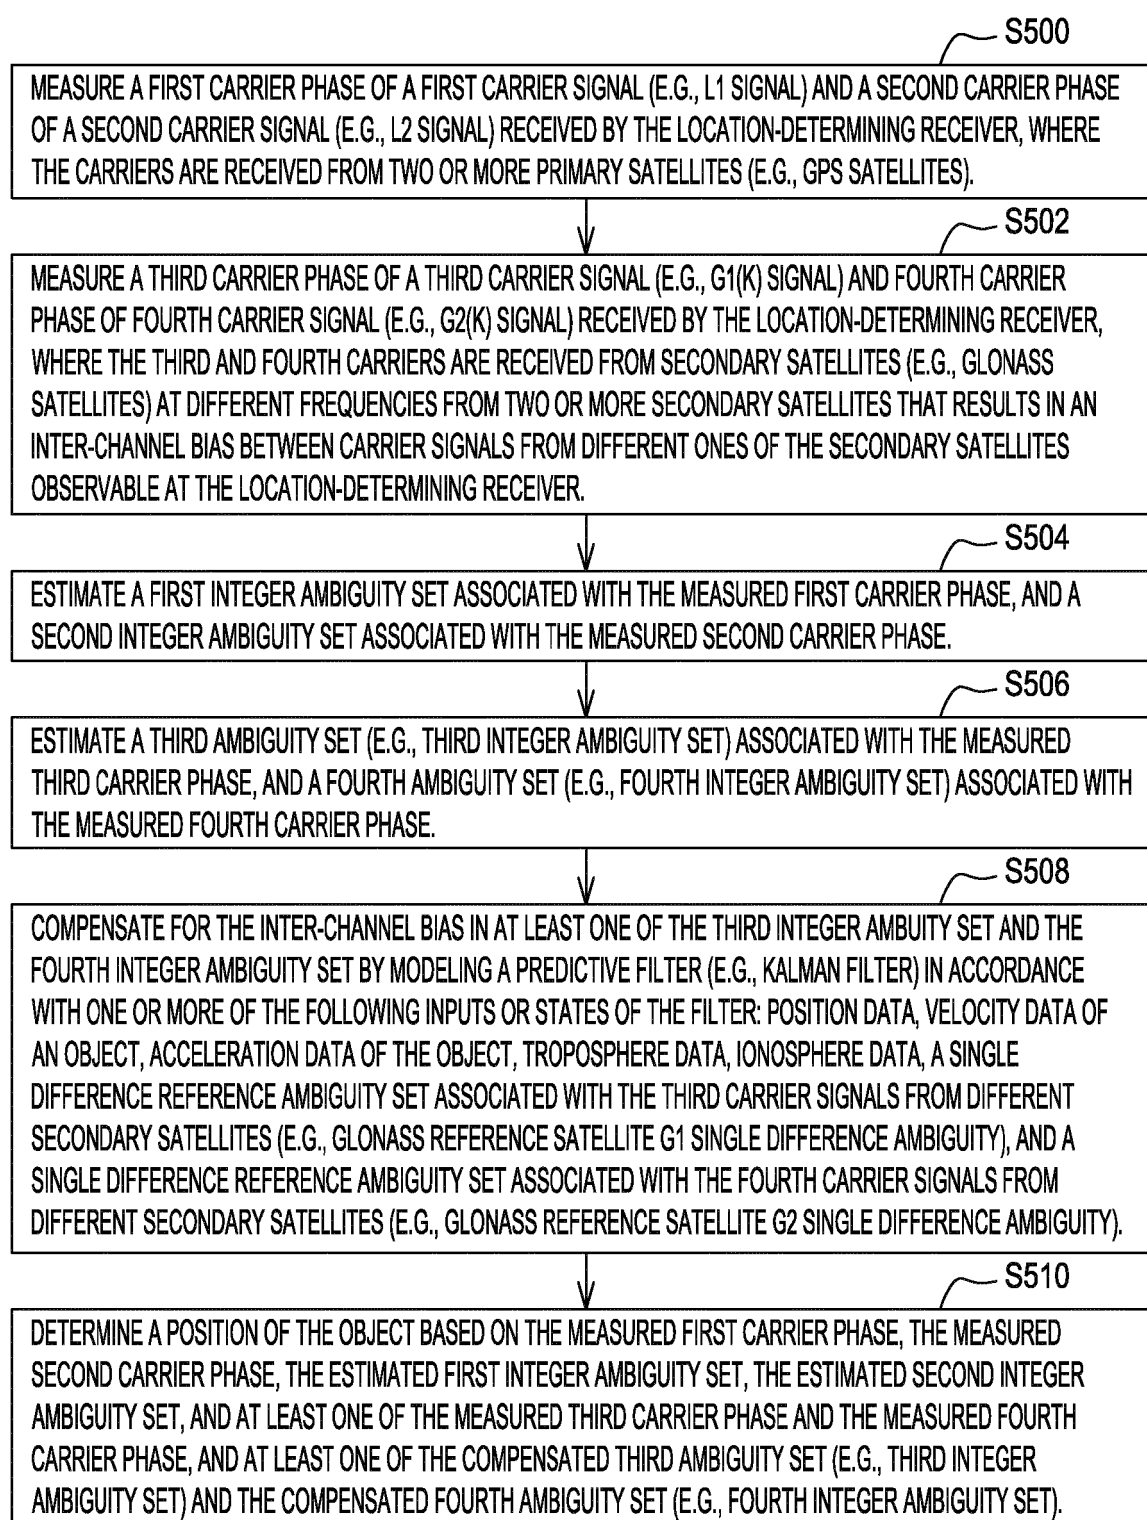 S500
MEASURE A FIRST CARRIER PHASE OF A FIRST CARRIER SIGNAL (E.G., L1 SIGNAL) AND A SECOND CARRIER PHASE
OF A SECOND CARRIER SIGNAL (E.G., L2 SIGNAL) RECEIVED BY THE LOCATION-DETERMINING RECEIVER, WHERE
THE CARRIERS ARE RECEIVED FROM TWO OR MORE PRIMARY SATELLITES (E.G., GPS SATELLITES).
S502
MEASURE A THIRD CARRIER PHASE OF A THIRD CARRIER SIGNAL (E.G., G1(K) SIGNAL) AND FOURTH CARRIER
PHASE OF FOURTH CARRIER SIGNAL (E.G., G2(K) SIGNAL) RECEIVED BY THE LOCATION-DETERMINING RECEIVER,
WHERE THE THIRD AND FOURTH CARRIERS ARE RECEIVED FROM SECONDARY SATELLITES (E.G., GLONASS
SATELLITES) AT DIFFERENT FREQUENCIES FROM TWO OR MORE SECONDARY SATELLITES THAT RESULTS IN AN
INTER-CHANNEL BIAS BETWEEN CARRIER SIGNALS FROM DIFFERENT ONES OF THE SECONDARY SATELLITES
OBSERVABLE AT THE LOCATION-DETERMINING RECEIVER.
S504
ESTIMATE A FIRST INTEGER AMBIGUITY SET ASSOCIATED WITH THE MEASURED FIRST CARRIER PHASE, AND A
SECOND INTEGER AMBIGUITY SET ASSOCIATED WITH THE MEASURED SECOND CARRIER PHASE.
S506
ESTIMATE A THIRD AMBIGUITY SET (E.G., THIRD INTEGER AMBIGUITY SET) ASSOCIATED WITH THE MEASURED
THIRD CARRIER PHASE, AND A FOURTH AMBIGUITY SET (E.G., FOURTH INTEGER AMBIGUITY SET) ASSOCIATED WITH
THE MEASURED FOURTH CARRIER PHASE.
S508
COMPENSATE FOR THE INTER-CHANNEL BIAS IN AT LEAST ONE OF THE THIRD INTEGER AMBUITY SET AND THE
FOURTH INTEGER AMBIGUITY SET BY MODELING A PREDICTIVE FILTER (E.G., KALMAN FILTER) IN ACCORDANCE
WITH ONE OR MORE OF THE FOLLOWING INPUTS OR STATES OF THE FILTER: POSITION DATA, VELOCITY DATA OF
AN OBJECT, ACCELERATION DATA OF THE OBJECT, TROPOSPHERE DATA, IONOSPHERE DATA, A SINGLE
DIFFERENCE REFERENCE AMBIGUITY SET ASSOCIATED WITH THE THIRD CARRIER SIGNALS FROM DIFFERENT
SECONDARY SATELLITES (E.G., GLONASS REFERENCE SATELLITE G1 SINGLE DIFFERENCE AMBIGUITY), AND A
SINGLE DIFFERENCE REFERENCE AMBIGUITY SET ASSOCIATED WITH THE FOURTH CARRIER SIGNALS FROM
DIFFERENT SECONDARY SATELLITES (E.G., GLONASS REFERENCE SATELLITE G2 SINGLE DIFFERENCE AMBIGUITY).
S510
DETERMINE A POSITION OF THE OBJECT BASED ON THE MEASURED FIRST CARRIER PHASE, THE MEASURED
SECOND CARRIER PHASE, THE ESTIMATED FIRST INTEGER AMBIGUITY SET, THE ESTIMATED SECOND INTEGER
AMBIGUITY SET, AND AT LEAST ONE OF THE MEASURED THIRD CARRIER PHASE AND THE MEASURED FOURTH
CARRIER PHASE, AND AT LEAST ONE OF THE COMPENSATED THIRD AMBIGUITY SET (E.G., THIRD INTEGER
AMBIGUITY SET) AND THE COMPENSATED FOURTH AMBIGUITY SET (E.G., FOURTH INTEGER AMBIGUITY SET).